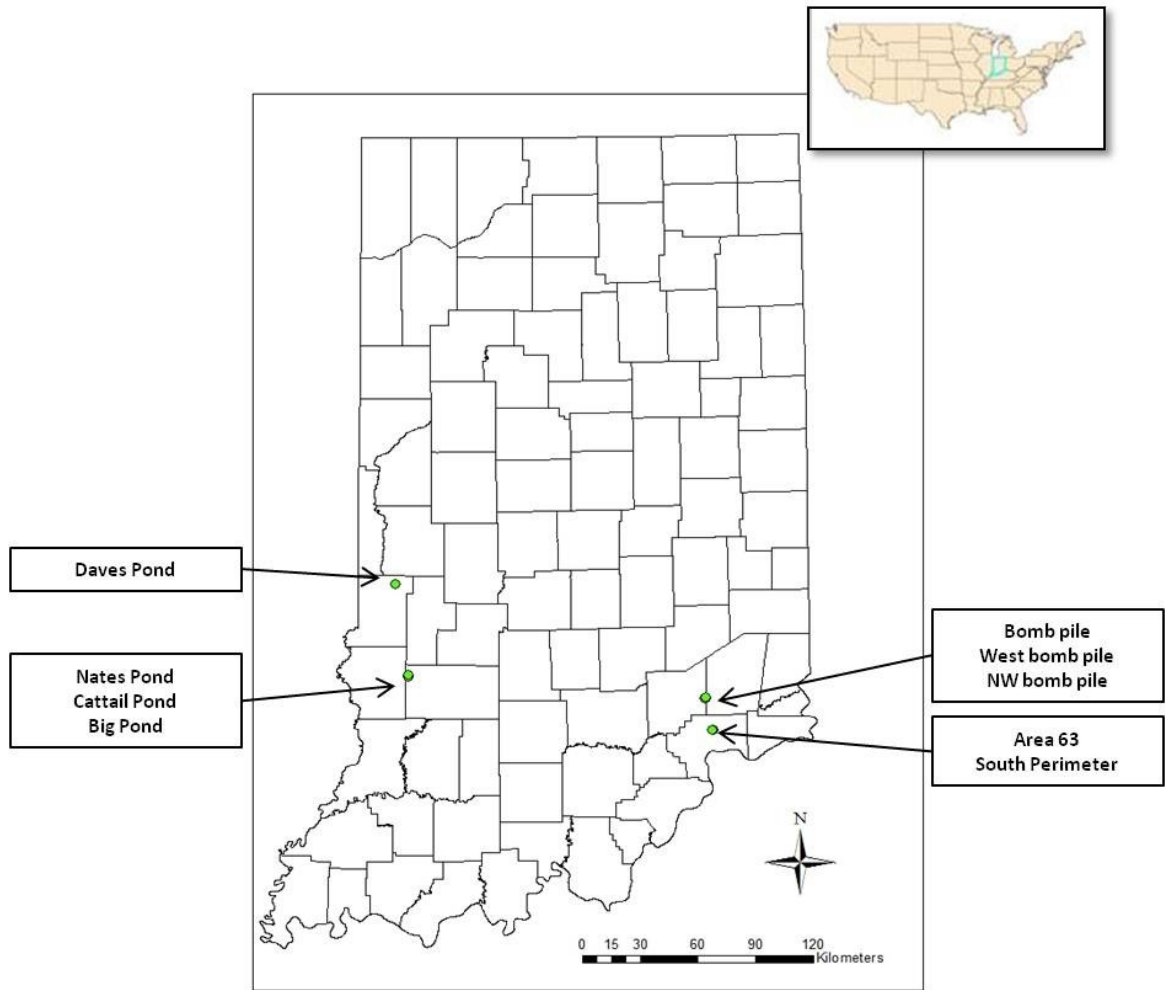 Daves Pond
Nates Pond
Cattail Pond
Big Pond
Bomb pile
West bomb pile
NW bomb pile
Area 63
South Perimeter
N
0 15 30 60 90 120
Kilometers